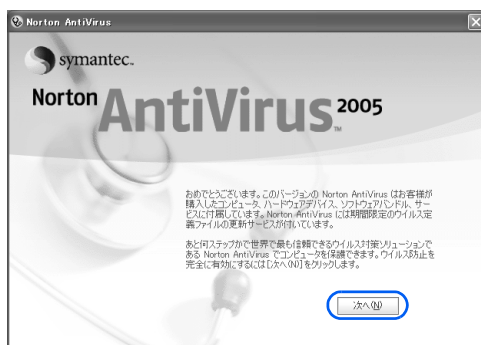 Norton AntiVirus
symantec.
Norton AntiVirus 2005
おめでとうございます。このバージョンの Norton AntiVirus はお客様が
購入したコンピュータ、ハードウェアデバイス、ソフトウェアバンドル、サー
ビスに付属しています。Norton AntiVirus には期間限定のウイルス定
義ファイルの更新サービスが付いています。
あと何ステップかで世界で最も信頼できるウイルス対策ソリューションで
ある Norton AntiVirus でコンピュータを保護できます。ウイルス防止を
完全に有効にするには[次へ(N)]をクリックします。
次へ(N)